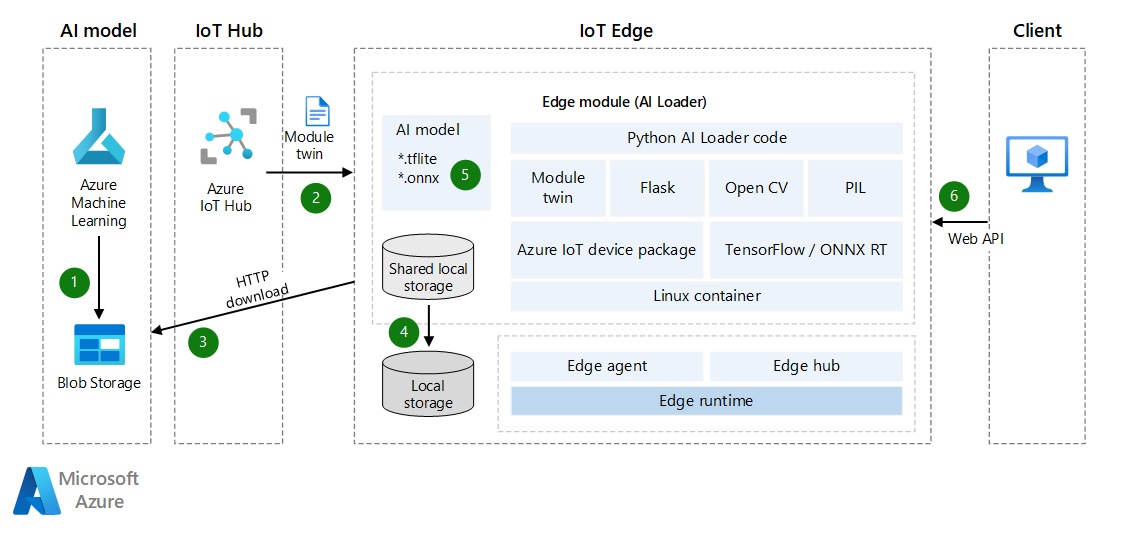 AI model
IoT Hub
IoT Edge
Client
Azure
Machine
Learning
1
Blob Storage
Azure
IoT Hub
Module
twin
2
HTTP
download
3
Edge module (AI Loader)
AI model
*.tflite
*.onnx
5
Python AI Loader code
Module
twin
Flask
Open CV
PIL
Azure IoT device package
TensorFlow / ONNX RT
Linux container
Shared local
storage
4
Local
storage
Edge agent
Edge hub
Edge runtime
6
Web API
Microsoft
Azure